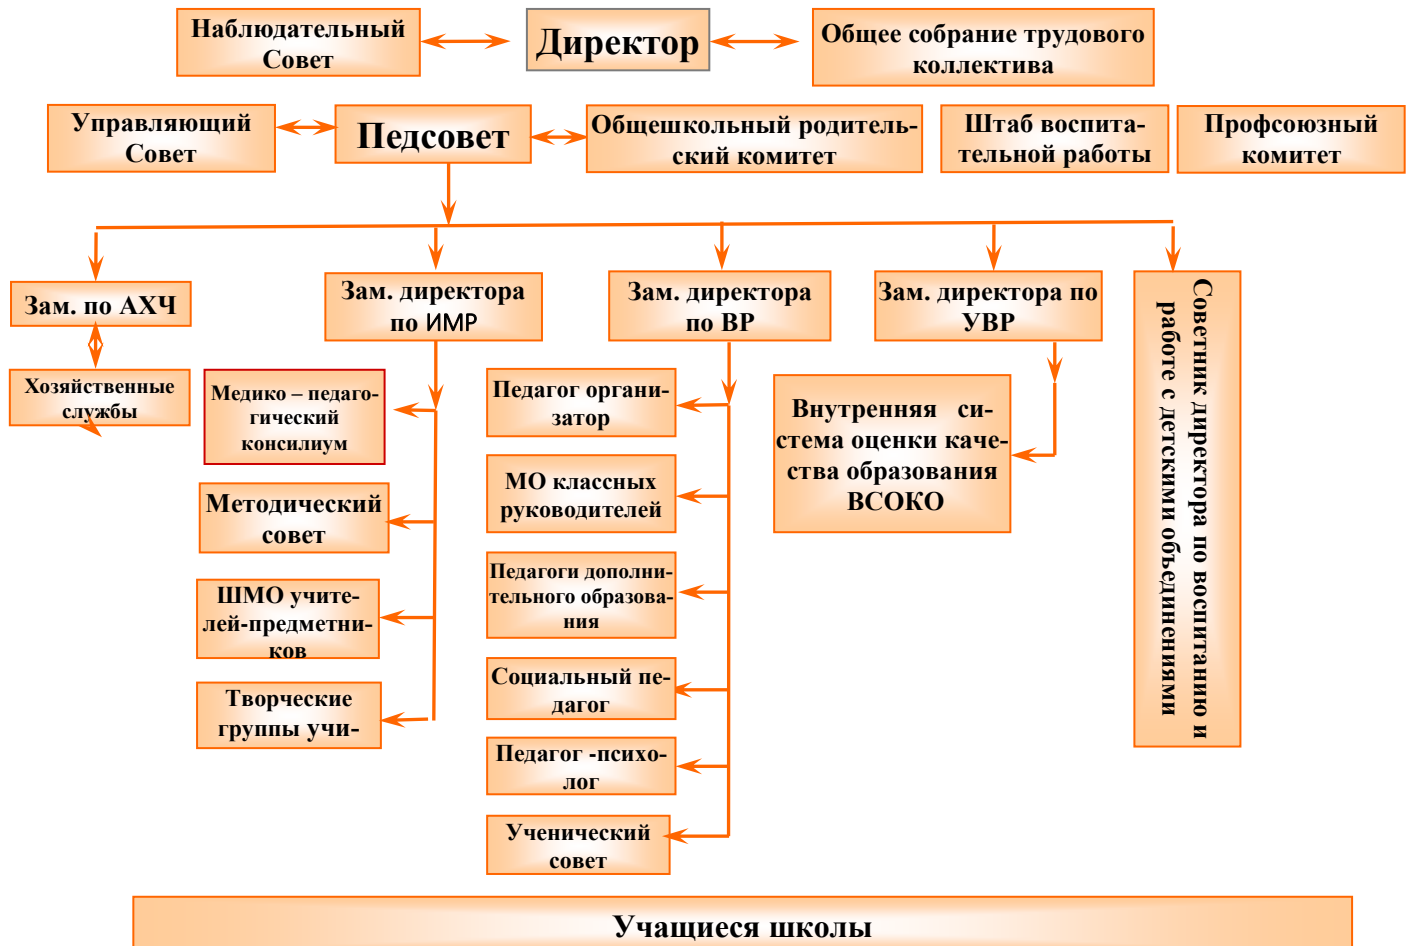 Наблюдательный
Совет
Директор
Общее собрание трудового
коллектива
Управляющий
Совет
Педсовет
Общешкольный родитель-
ский комитет
Штаб воспита-
тельной работы
Профсоюзный
комитет
Зам. по АХЧ
Зам. директора
по ИМР
Зам. директора
по ВР
Зам. директора по
УВР
Советник директора по воспитанию и
работе с детскими объединениями
Хозяйственные
службы
Медико – педаго-
гический
консилиум
Методический
совет
ШМО учите-
лей-предметни-
ков
Творческие
группы учи-
Педагог органи-
затор
МО классных
руководителей
Педагоги дополни-
тельного образова-
ния
Социальный пе-
дагог
Педагог -психо-
лог
Ученический
совет
Внутренняя си-
стема оценки каче-
ства образования
ВСОКО
Учащиеся школы